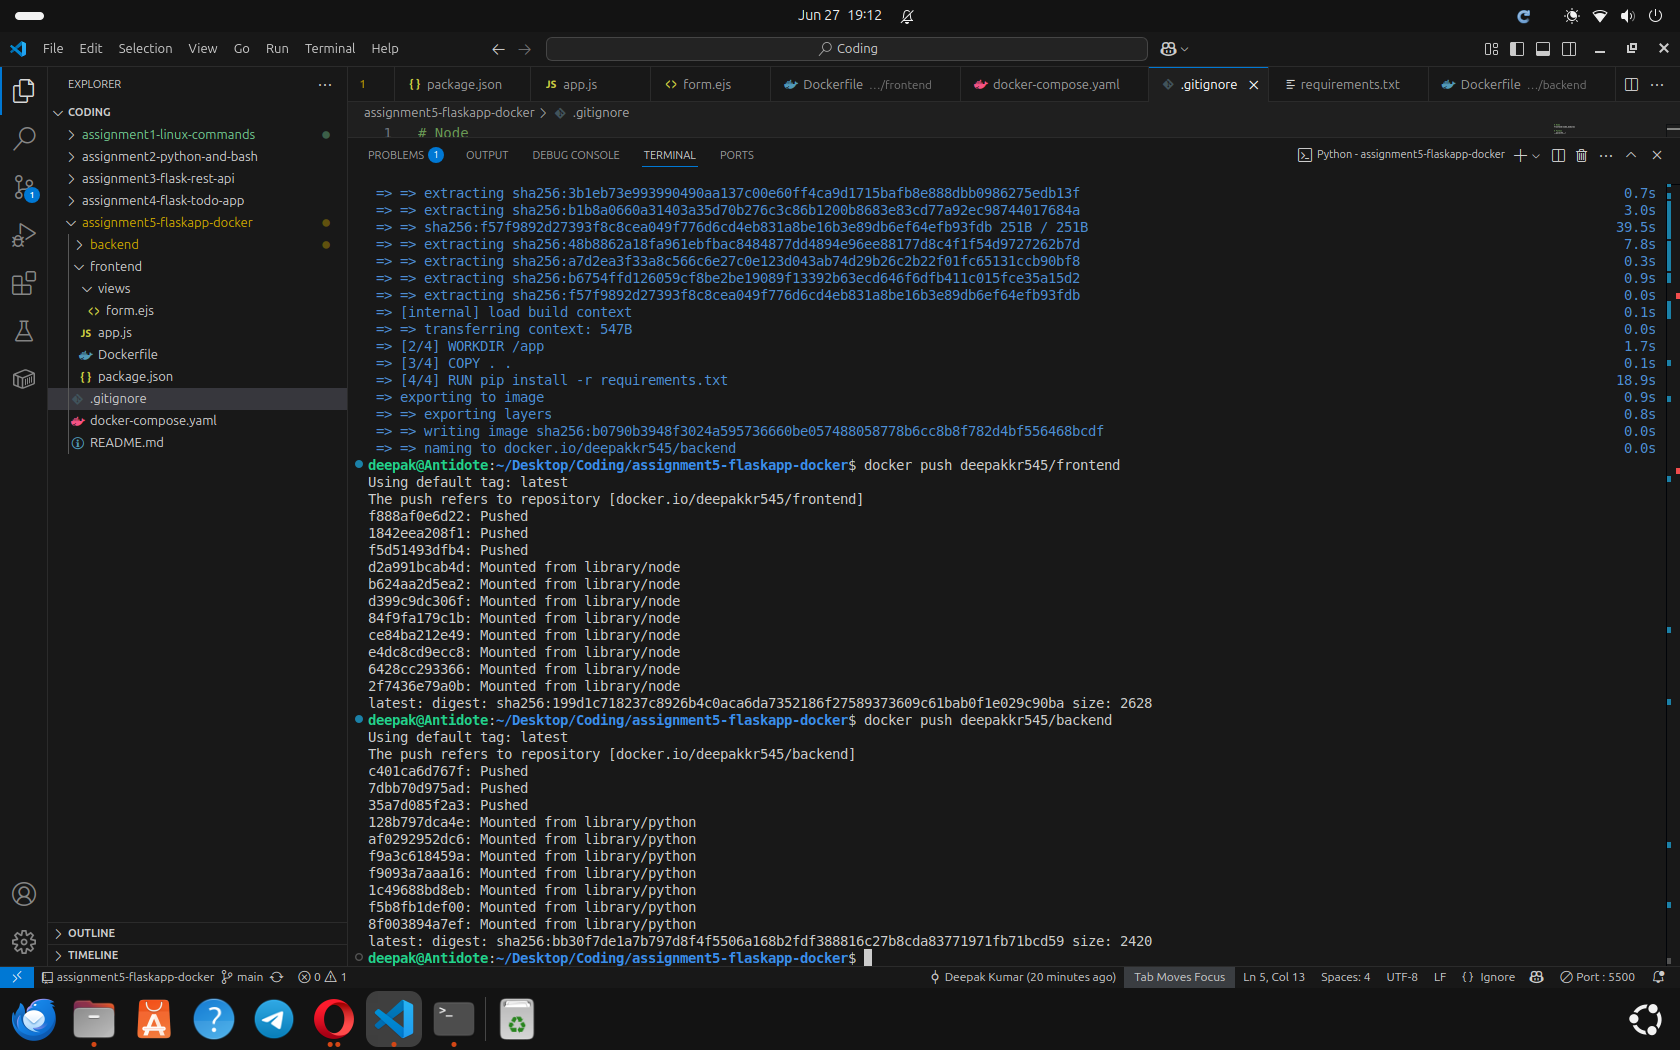 Jun 27 19:12
File Edit Selection View Go Run Terminal Help
Coding
EXPLORER
1 package.json app.js form.ejs Dockerfile .../frontend docker-compose.yaml .gitignore requirements.txt Dockerfile .../backend
CODING
assignment5-flaskapp-docker > .gitignore
1 # Node
assignment1-linux-commands
assignment2-python-and-bash
assignment3-flask-rest-api
assignment4-flask-todo-app
assignment5-flaskapp-docker
backend
frontend
views
form.ejs
app.js
Dockerfile
package.json
.gitignore
docker-compose.yaml
README.md
OUTLINE
TIMELINE
PROBLEMS 1 OUTPUT DEBUG CONSOLE TERMINAL PORTS
Python - assignment5-flaskapp-docker
=> => extracting sha256:3b1eb73e993990490aa137c00e60ff4ca9d1715bafb8e888dbb0986275edb13f 0.7s
=> => extracting sha256:b1b8a0660a31403a35d70b276c3c86b1200b8683e83cd77a92ec98744017684a 3.0s
=> => sha256:f57f9892d27393f8c8cea049f776d6cd4eb831a8be16b3e89db6ef64efb93fdb 251B / 251B 39.5s
=> => extracting sha256:48b8862a18fa961ebfbac8484877dd4894e96ee88177d8c4f1f54d9727262b7d 7.8s
=> => extracting sha256:a7d2ea3f33a8c566c6e27c0e123d043ab74d29b26c2b22f01fc65131ccb90bf8 0.3s
=> => extracting sha256:b6754ffd126059cf8be2be19089f13392b63ecd646f6dfb411c015fce35a15d2 0.9s
=> => extracting sha256:f57f9892d27393f8c8cea049f776d6cd4eb831a8be16b3e89db6ef64efb93fdb 0.0s
=> [internal] load build context 0.1s
=> => transferring context: 547B 0.0s
=> [2/4] WORKDIR /app 1.7s
=> [3/4] COPY . . 0.1s
=> [4/4] RUN pip install -r requirements.txt 18.9s
=> exporting to image 0.9s
=> => exporting layers 0.8s
=> => writing image sha256:b0790b3948f3024a595736660be057488058778b6cc8b8f782d4bf556468bcdf 0.0s
=> => naming to docker.io/deepakkr545/backend 0.0s
deepak@Antidote:~/Desktop/Coding/assignment5-flaskapp-docker$ docker push deepakkr545/frontend
Using default tag: latest
The push refers to repository [docker.io/deepakkr545/frontend]
f888af0e6d22: Pushed
1842eea208f1: Pushed
f5d51493dfb4: Pushed
d2a991bcab4d: Mounted from library/node
b624aa2d5ea2: Mounted from library/node
d399c9dc306f: Mounted from library/node
84f9fa179c1b: Mounted from library/node
ce84ba212e49: Mounted from library/node
e4dc8cd9ecc8: Mounted from library/node
6428cc293366: Mounted from library/node
2f7436e79a0b: Mounted from library/node
latest: digest: sha256:199d1c718237c8926b4c0aca6da7352186f27589373609c61bab0f1e029c90ba size: 2628
deepak@Antidote:~/Desktop/Coding/assignment5-flaskapp-docker$ docker push deepakkr545/backend
Using default tag: latest
The push refers to repository [docker.io/deepakkr545/backend]
c401ca6d767f: Pushed
7dbb70d975ad: Pushed
35a7d085f2a3: Pushed
128b797dca4e: Mounted from library/python
af0292952dc6: Mounted from library/python
f9a3c618459a: Mounted from library/python
f9093a7aaa16: Mounted from library/python
1c49688bd8eb: Mounted from library/python
f5b8fb1def00: Mounted from library/python
8f003894a7ef: Mounted from library/python
latest: digest: sha256:bb30f7de1a7b797d8f4f5506a168b2fdf388816c27b8cda83771971fb71bcd59 size: 2420
deepak@Antidote:~/Desktop/Coding/assignment5-flaskapp-docker$
assignment5-flaskapp-docker main 0 1 Deepak Kumar (20 minutes ago) Tab Moves Focus Ln 5, Col 13 Spaces: 4 UTF-8 LF Ignore Port : 5500